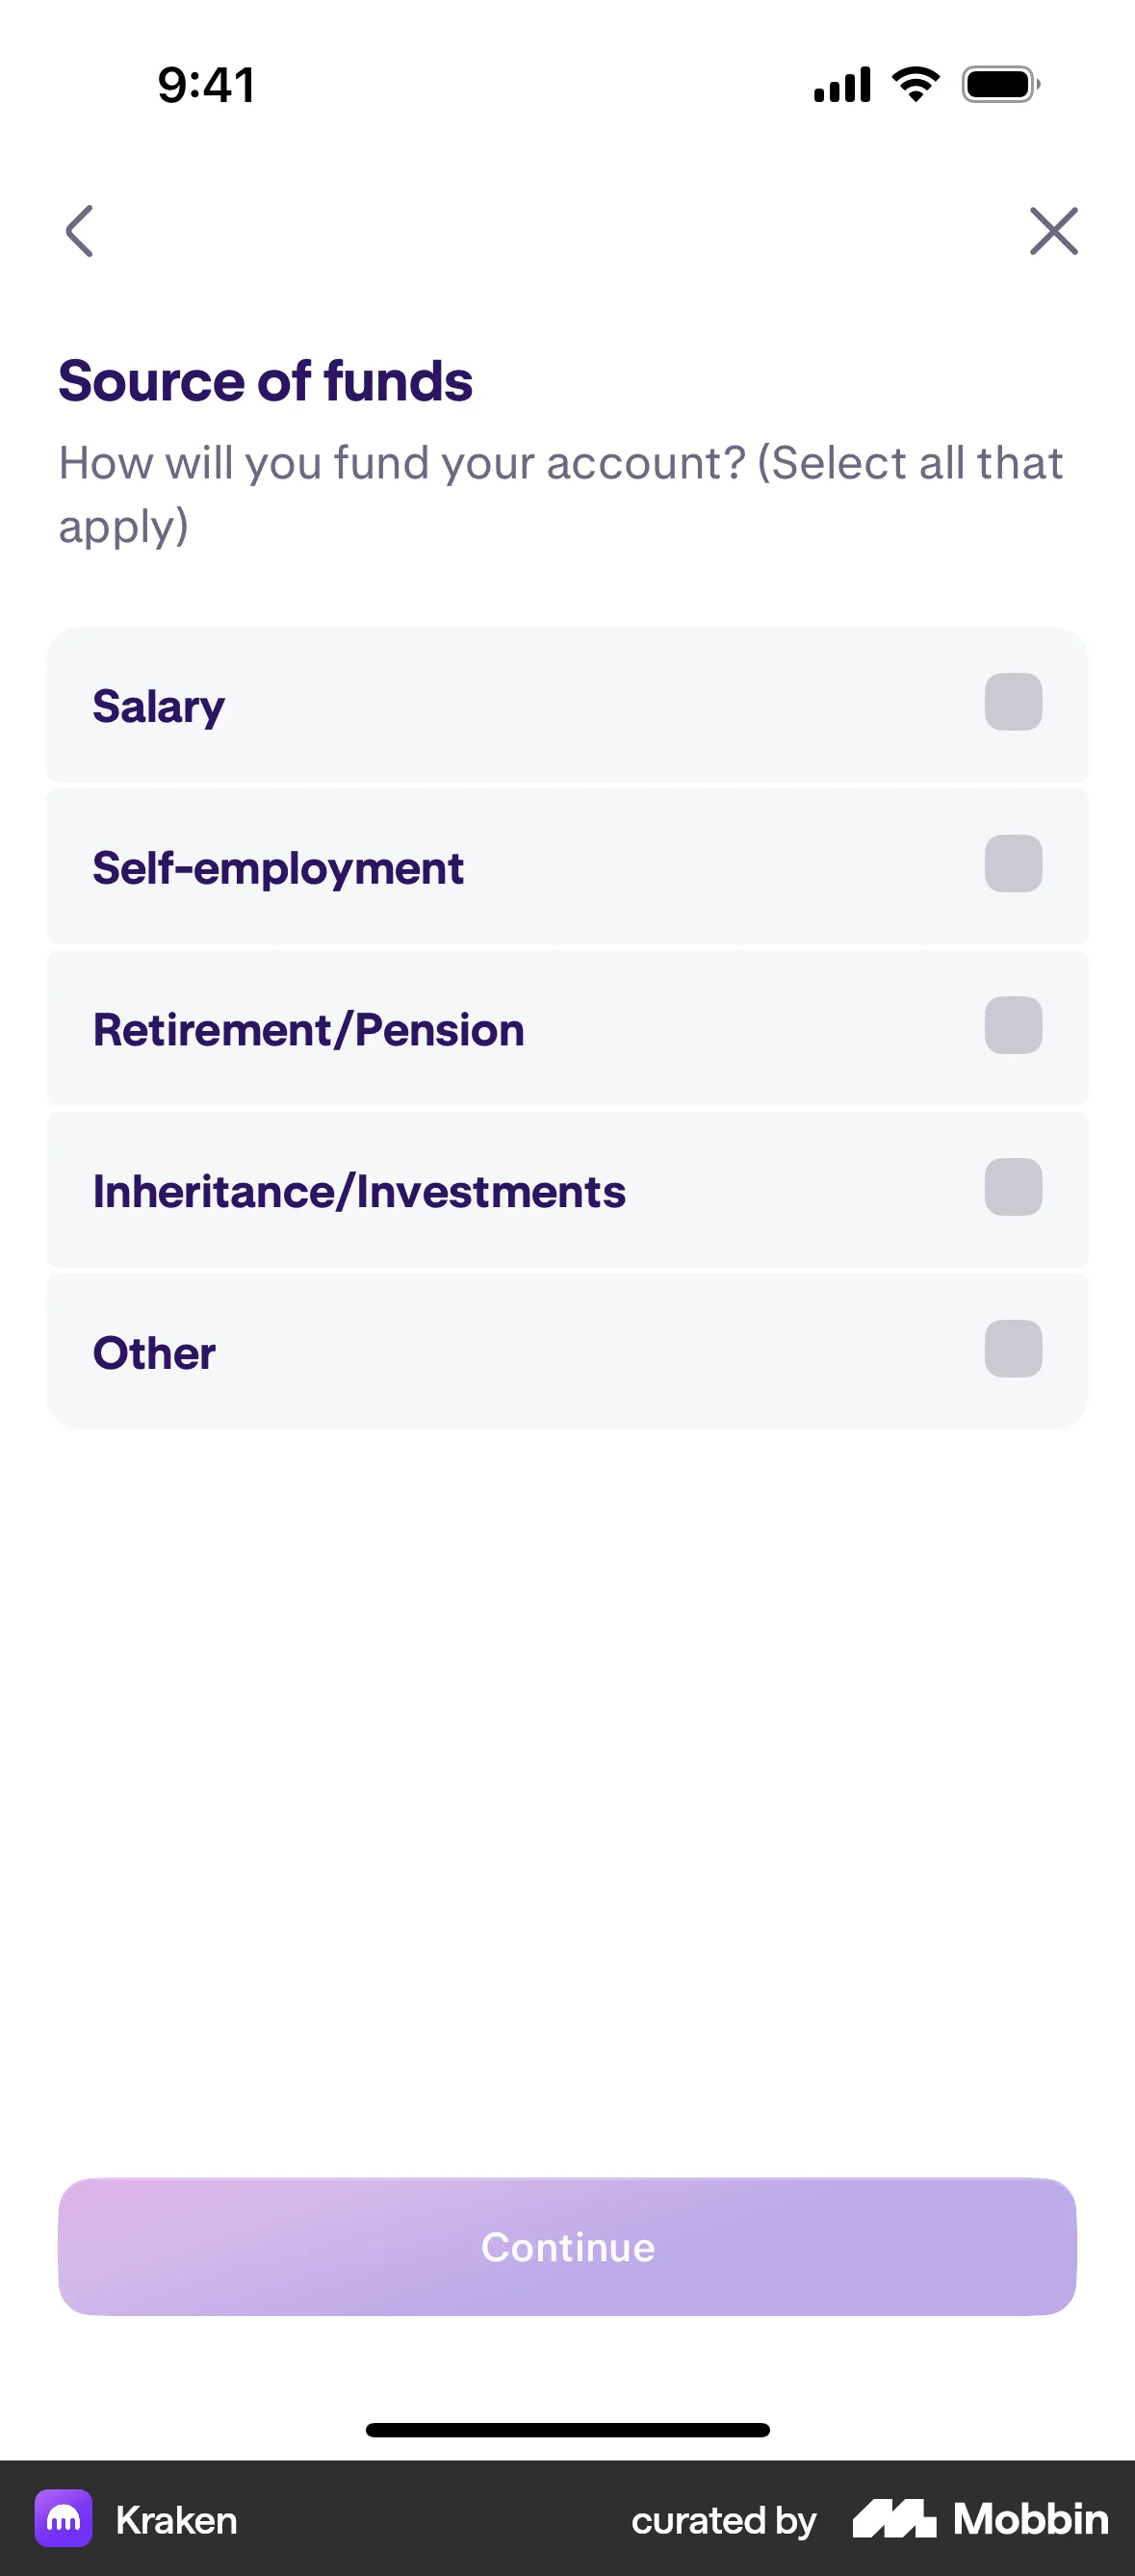 9:41
Source of funds
How will you fund your account? (Select all that
apply)
Salary
Self-employment
Retirement/Pension
Inheritance/Investments
Other
Continue
Kraken
curated by Mobbin